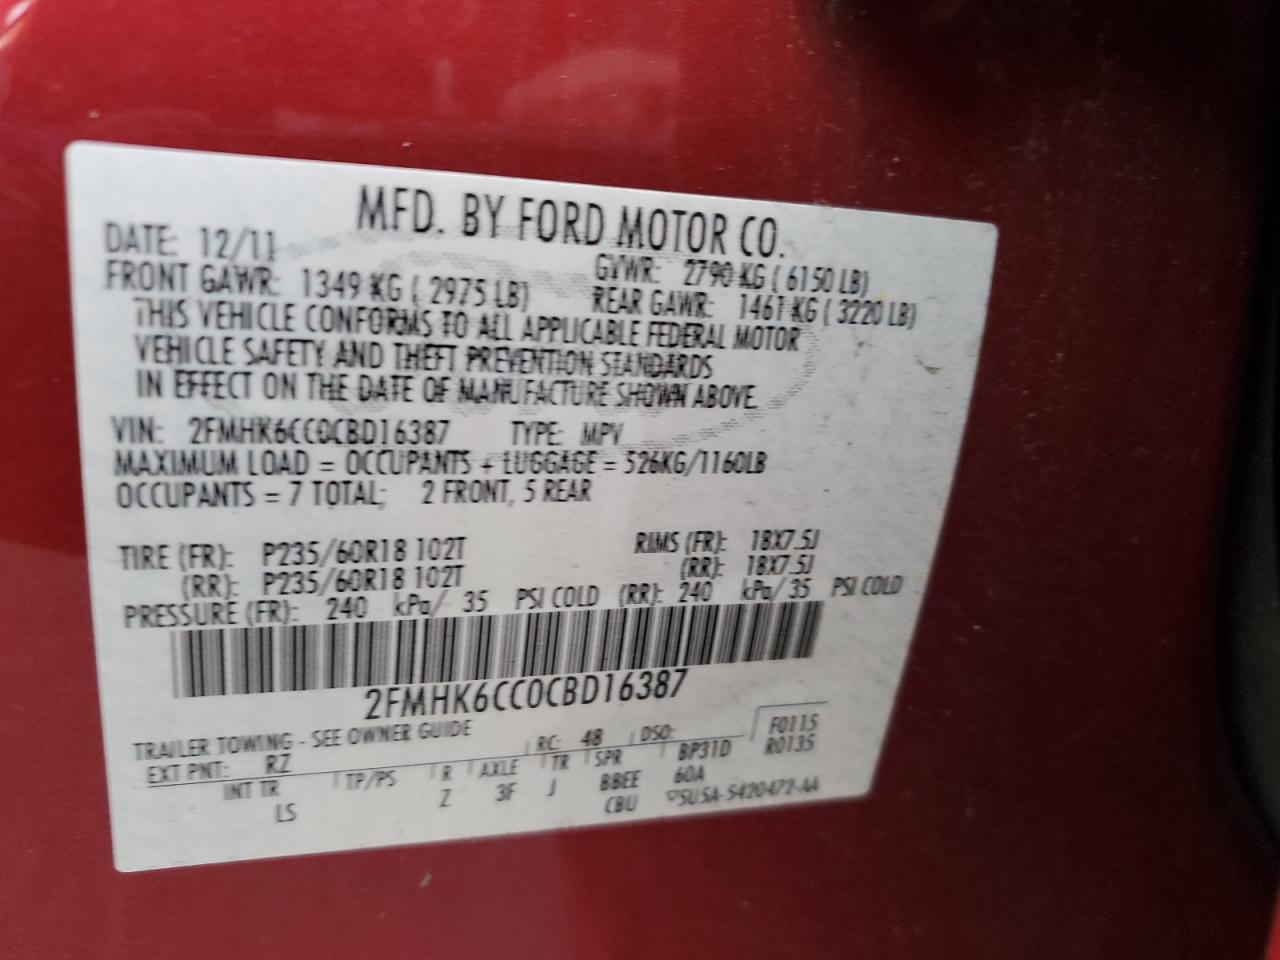 MFD. BY FORD MOTOR CO.
DATE: 12/11 GVWR: 2790 KG ( 6150 LB)
FRONT GAWR: 1349 KG ( 2975 LB) REAR GAWR: 1461 KG ( 3220 LB)
THIS VEHICLE CONFORMS TO ALL APPLICABLE FEDERAL MOTOR
VEHICLE SAFETY AND THEFT PREVENTION STANDARDS
IN EFFECT ON THE DATE OF MANUFACTURE SHOWN ABOVE.
VIN: 2FMHK6CC0CBD16387 TYPE: MPV
MAXIMUM LOAD = OCCUPANTS + LUGGAGE = 526KG/1160LB
OCCUPANTS = 7 TOTAL; 2 FRONT, 5 REAR
TIRE (FR): P235/60R18 102T RIMS (FR): 18X7.5J
(RR): P235/60R18 102T (RR): 18X7.5J
PRESSURE (FR): 240 kPa/ 35 PSI COLD (RR): 240 kPa/ 35 PSI COLD
2FMHK6CC0CBD16387
TRAILER TOWING - SEE OWNER GUIDE
EXT PNT: RZ RC: 48 DSO: F0115
R0135
INT TR TP/PS R AXLE TR SPR BP31D
LS Z 3F J BBEE 60A
CBU 5U5A-5420472-AA